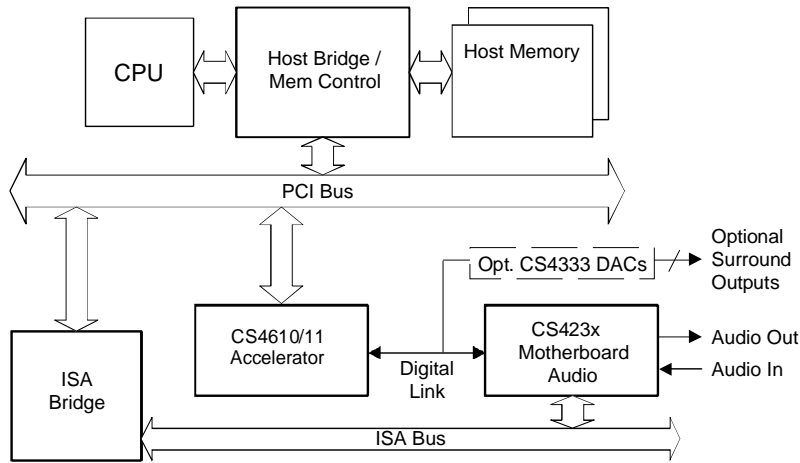 CPU
Host Bridge /
Mem Control
Host Memory
PCI Bus
Opt. CS4333 DACs
Optional
Surround
Outputs
CS4610/11
Accelerator
Digital
Link
CS423x
Motherboard
Audio
Audio Out
Audio In
ISA
Bridge
ISA Bus